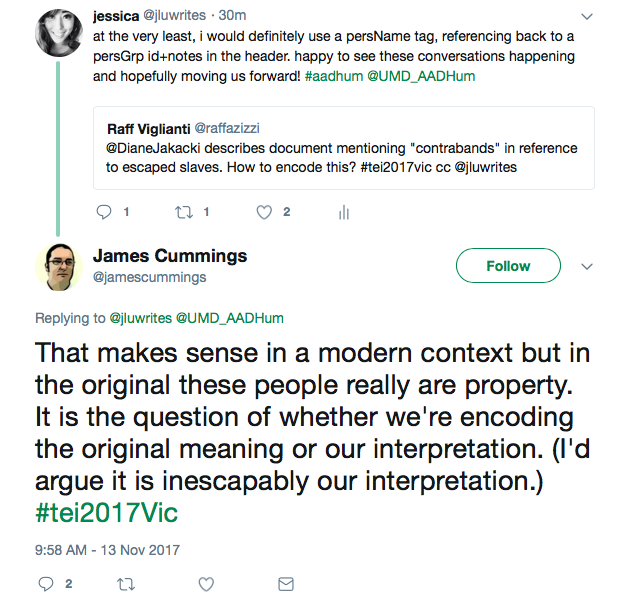 jessica @jluwrites · 30m
at the very least, i would definitely use a persName tag, referencing back to a
persGrp id+notes in the header. happy to see these conversations happening
and hopefully moving us forward! #aadhum @UMD_AADHum
Raff Viglianti @raffazizzi
@DianeJakacki describes document mentioning "contrabands" in reference
to escaped slaves. How to encode this? #tei2017vic cc @jluwrites
1 1 2
James Cummings
@jamescummings
Follow
Replying to @jluwrites @UMD_AADHum
That makes sense in a modern context but in
the original these people really are property.
It is the question of whether we're encoding
the original meaning or our interpretation. (I'd
argue it is inescapably our interpretation.)
#tei2017Vic
9:58 AM - 13 Nov 2017
2